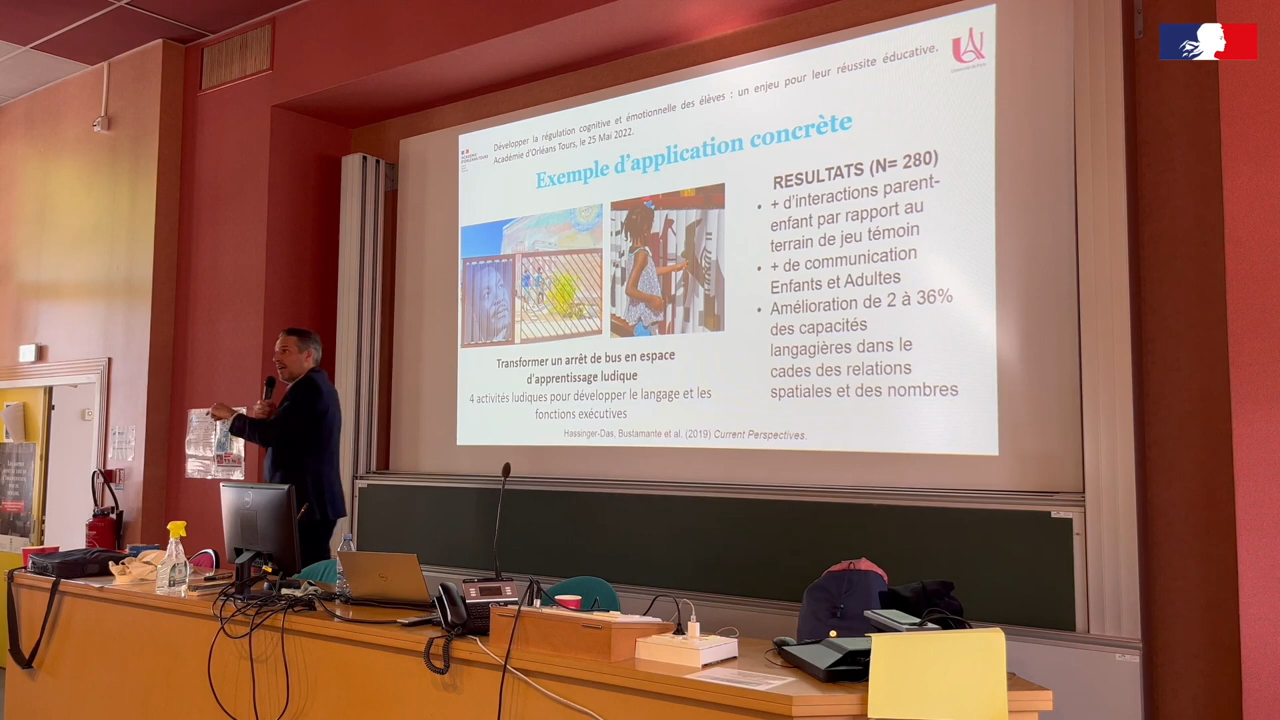 Développer la régulation cognitive et émotionnelle des élèves : un enjeu pour leur réussite éducative.
Académie d'Orléans Tours, le 25 Mai 2022.
Exemple d'application concrète
Transformer un arrêt de bus en espace
d'apprentissage ludique
4 activités ludiques pour développer le langage et les
fonctions exécutives
RESULTATS (N= 280)
• + d'interactions parent-
enfant par rapport au
terrain de jeu témoin
• + de communication
Enfants et Adultes
• Amélioration de 2 à 36%
des capacités
langagières dans le
cades des relations
spatiales et des nombres
Hassinger-Das, Bustamante et al. (2019) Current Perspectives.